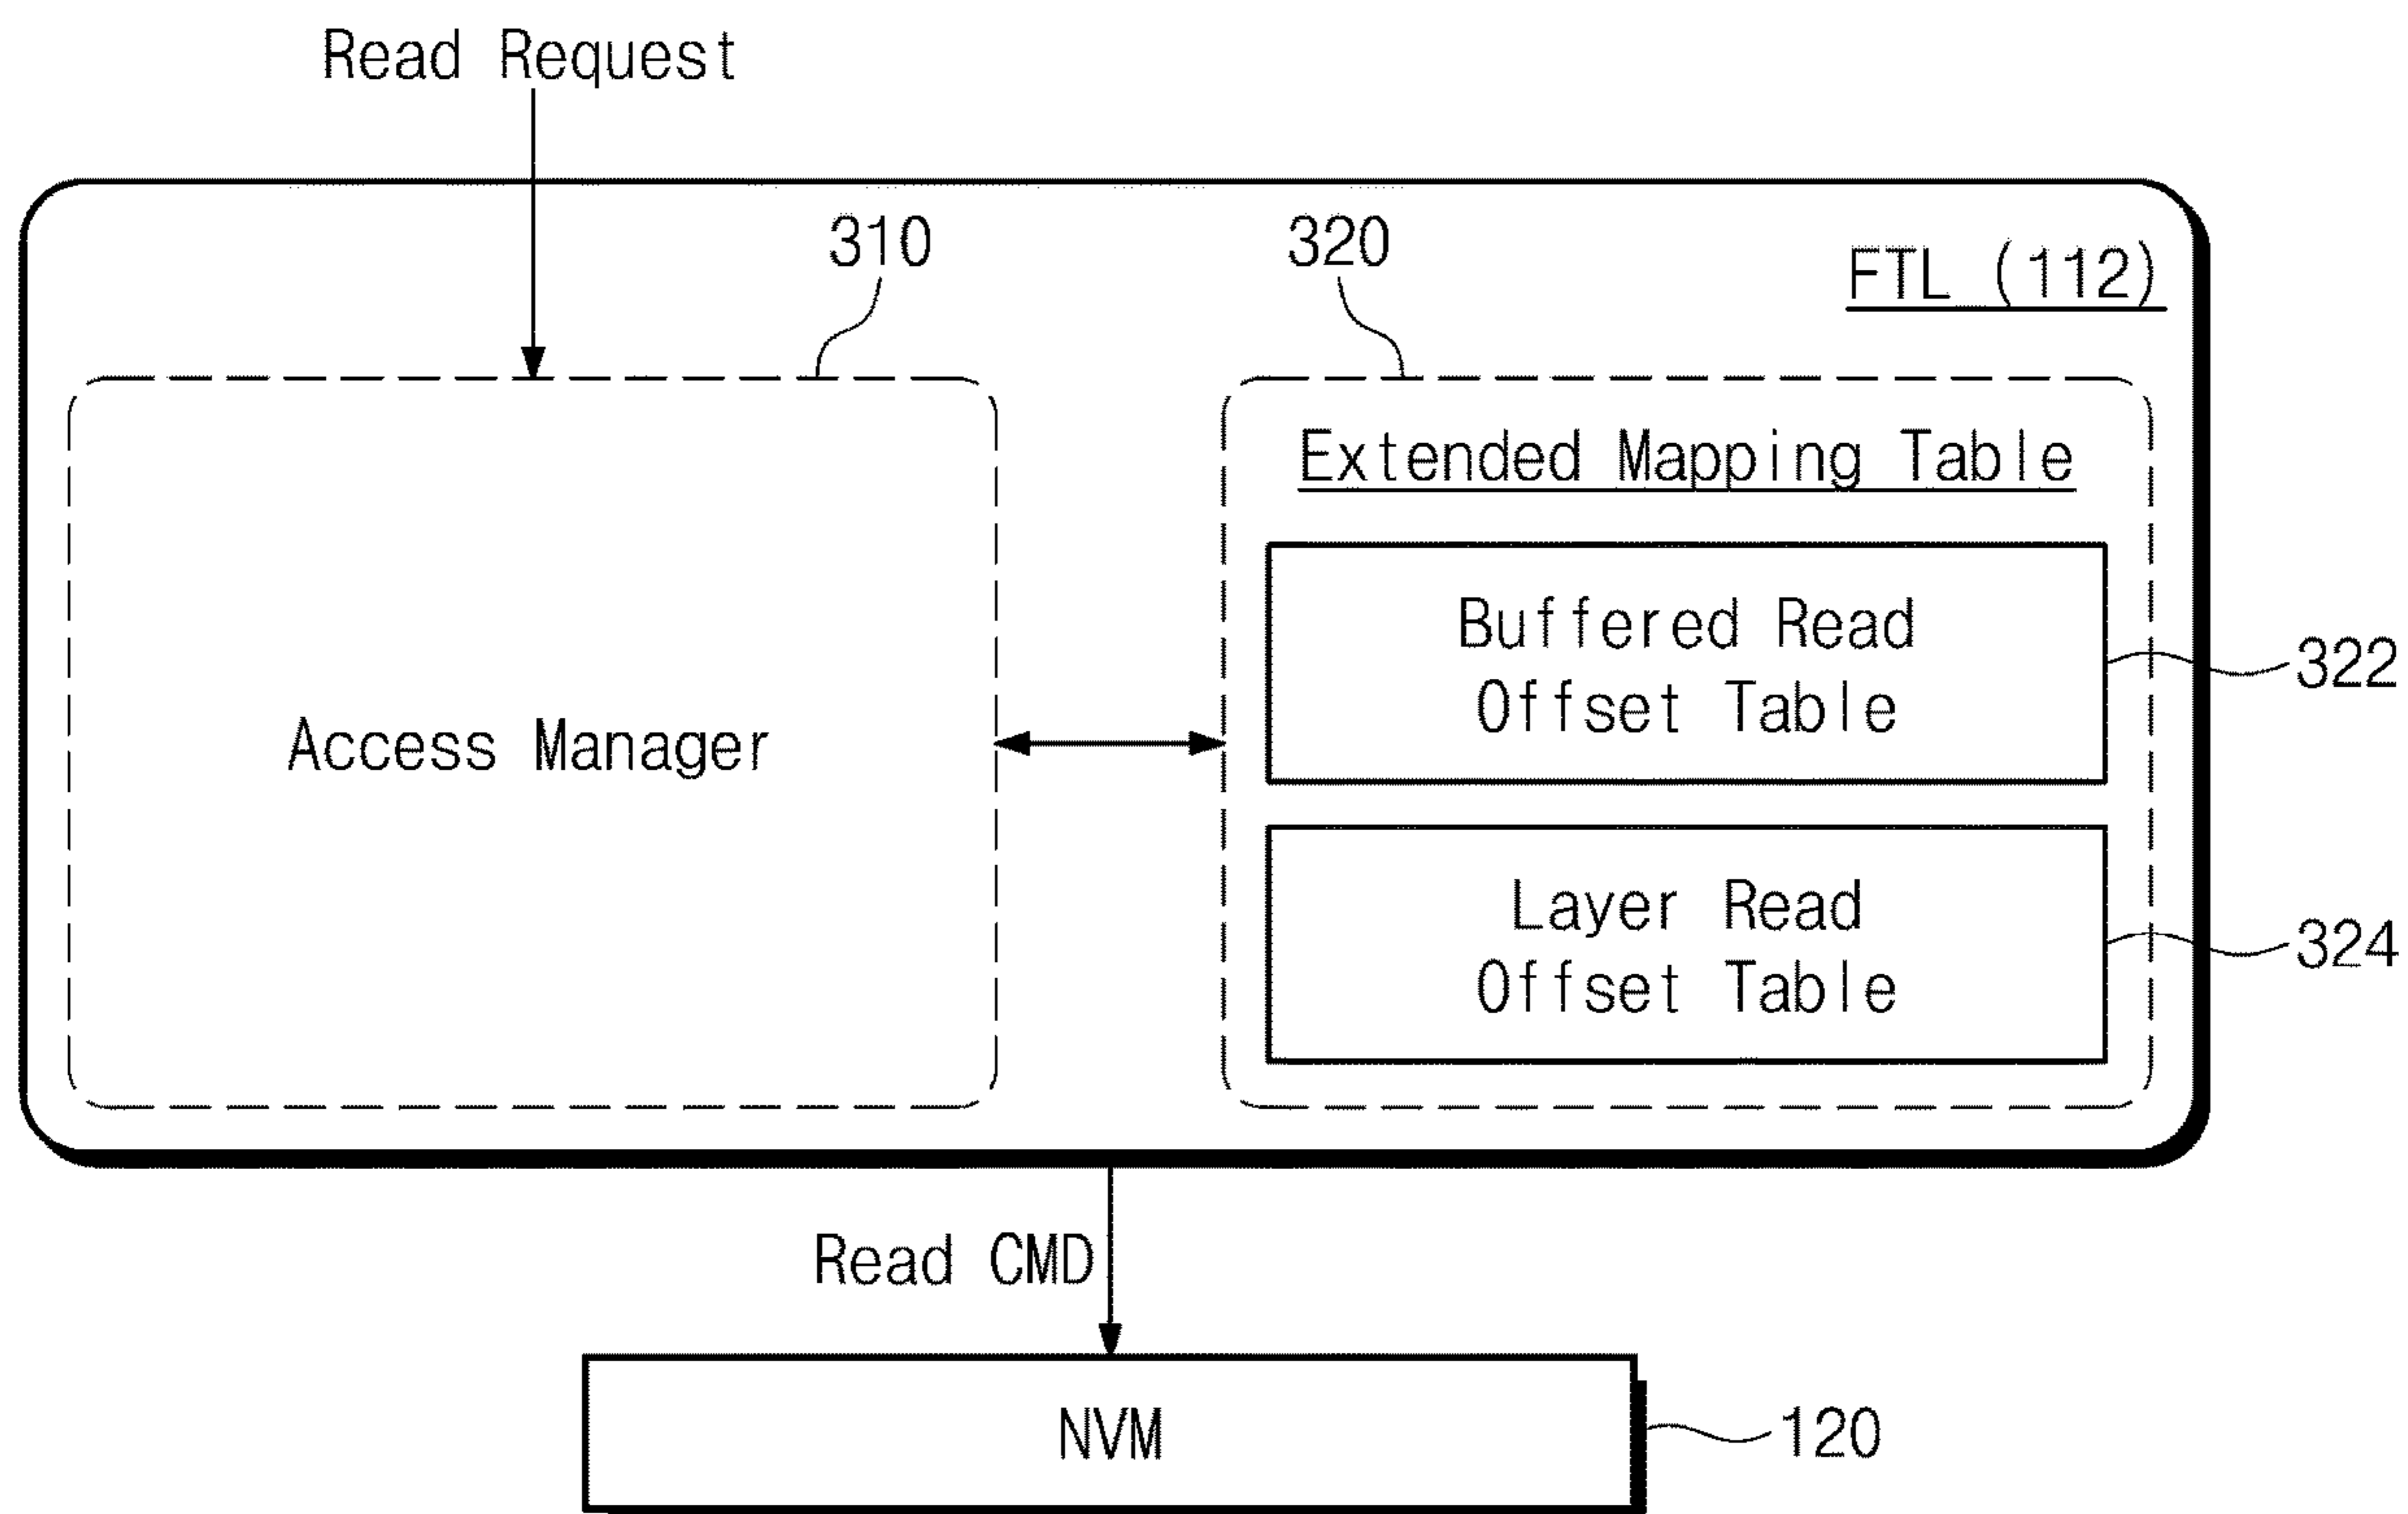 Read Request
310
320
FTL (112)
Extended Mapping Table
Buffered Read
Offset Table
322
Access Manager
Layer Read
Offset Table
324
Read CMD
NVM
120